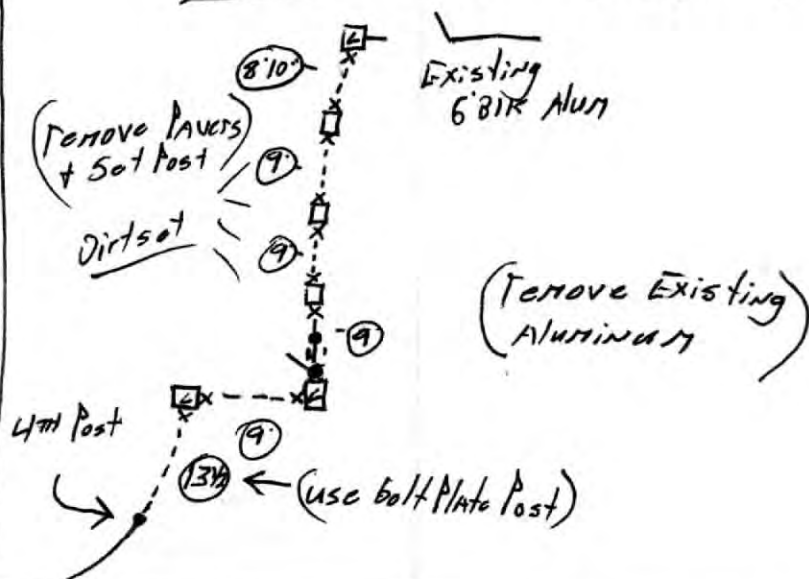 8'10"
Existing
6' Blk Alum
(remove Pavers
+ Set Post)
9'
Dirtset
9'
(remove Existing
Aluminum)
9
4TH Post
9'
13½
(use bolt Plate Post)